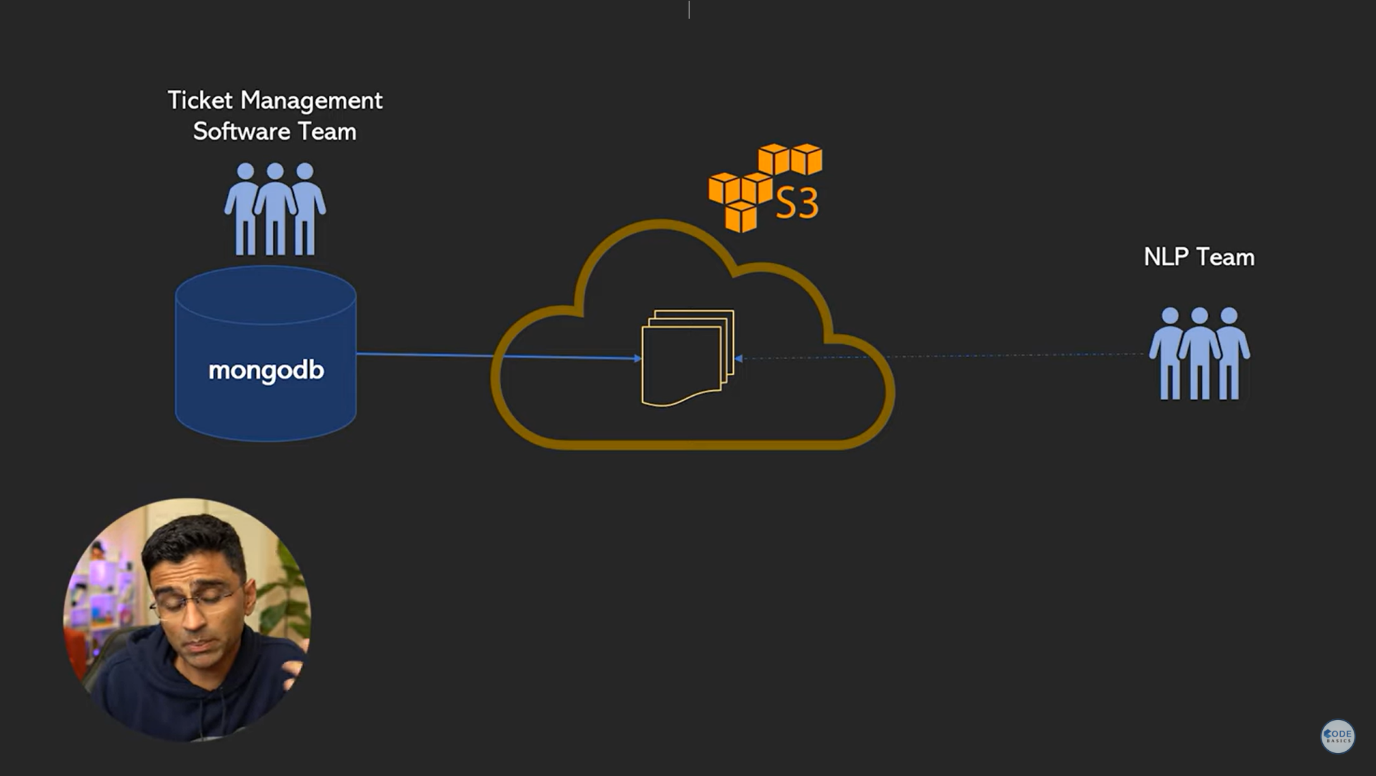 Ticket Management
Software Team
S3
NLP Team
mongodb
CODE
BASICS